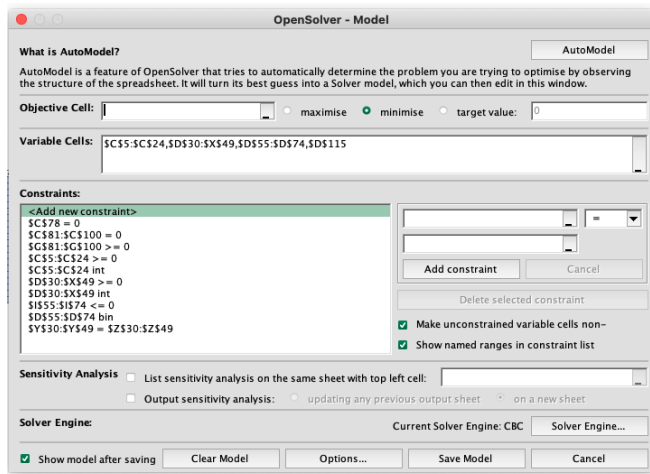 OpenSolver - Model
What is AutoModel?
AutoModel
AutoModel is a feature of OpenSolver that tries to automatically determine the problem you are trying to optimise by observing
the structure of the spreadsheet. It will turn its best guess into a Solver model, which you can then edit in this window.
Objective Cell:
maximise
minimise
target value:
0
Variable Cells:
$C$5:$C$24,$D$30:$X$49,$D$55:$D$74,$D$115
Constraints:
<Add new constraint>
$C$78 = 0
$C$81:$C$100 = 0
$G$81:$G$100 >= 0
$C$5:$C$24 >= 0
$C$5:$C$24 int
$D$30:$X$49 >= 0
$D$30:$X$49 int
$I$55:$I$74 <= 0
$D$55:$D$74 bin
$Y$30:$Y$49 = $Z$30:$Z$49
=
Add constraint
Cancel
Delete selected constraint
Make unconstrained variable cells non-
Show named ranges in constraint list
Sensitivity Analysis
List sensitivity analysis on the same sheet with top left cell:
Output sensitivity analysis:
updating any previous output sheet
on a new sheet
Solver Engine:
Current Solver Engine: CBC
Solver Engine...
Show model after saving
Clear Model
Options...
Save Model
Cancel